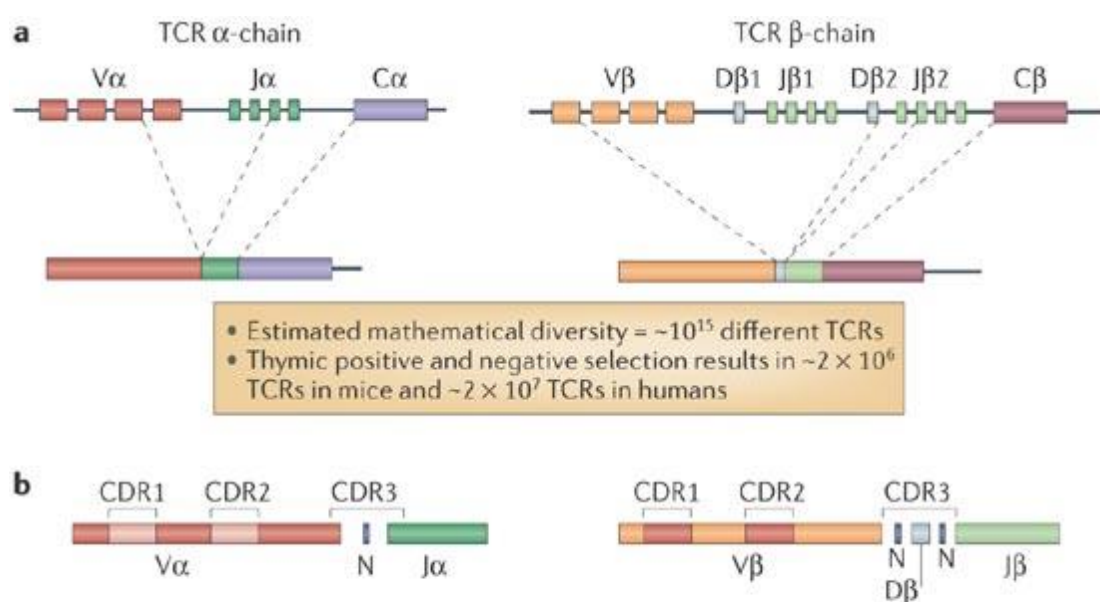 a
TCR α-chain
TCR β-chain
Vα
Jα
Cα
Vβ
Dβ1
Jβ1
Dβ2
Jβ2
Cβ
• Estimated mathematical diversity = ~10¹⁵ different TCRs
• Thymic positive and negative selection results in ~2 × 10⁶
TCRs in mice and ~2 × 10⁷ TCRs in humans
b
CDR1
CDR2
CDR3
CDR1
CDR2
CDR3
Vα
N
Jα
Vβ
N
Dβ
N
Jβ